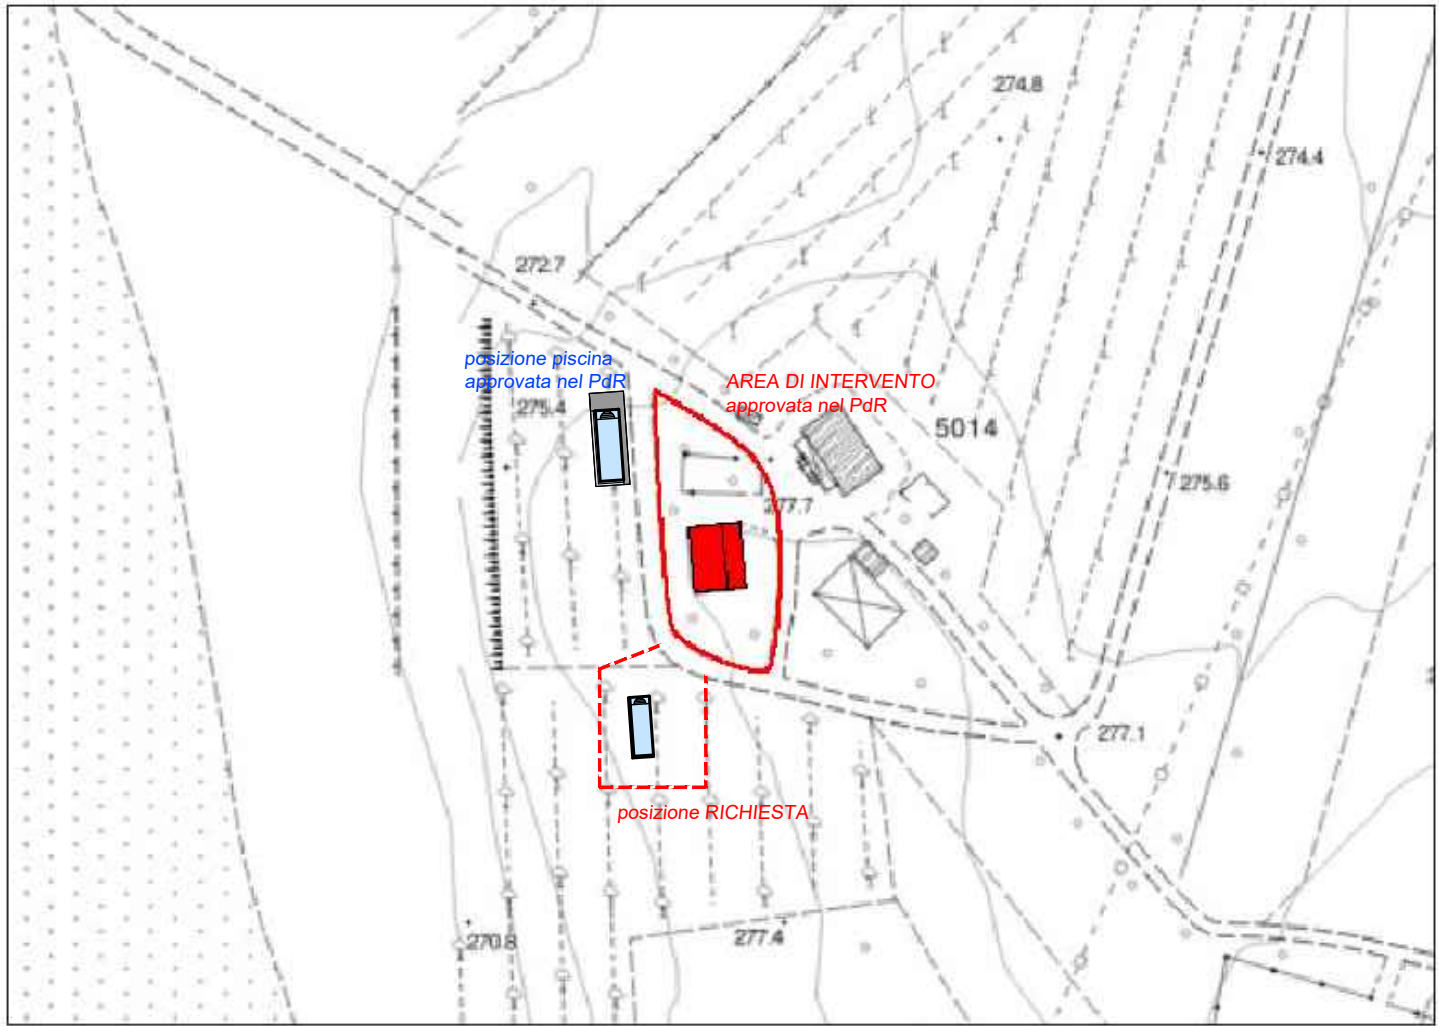 274.8
274.4
272.7
posizione piscina
approvata nel PdR
AREA DI INTERVENTO
approvata nel PdR
275.4
5014
275.6
277.7
277.1
posizione RICHIESTA
270.8
277.4